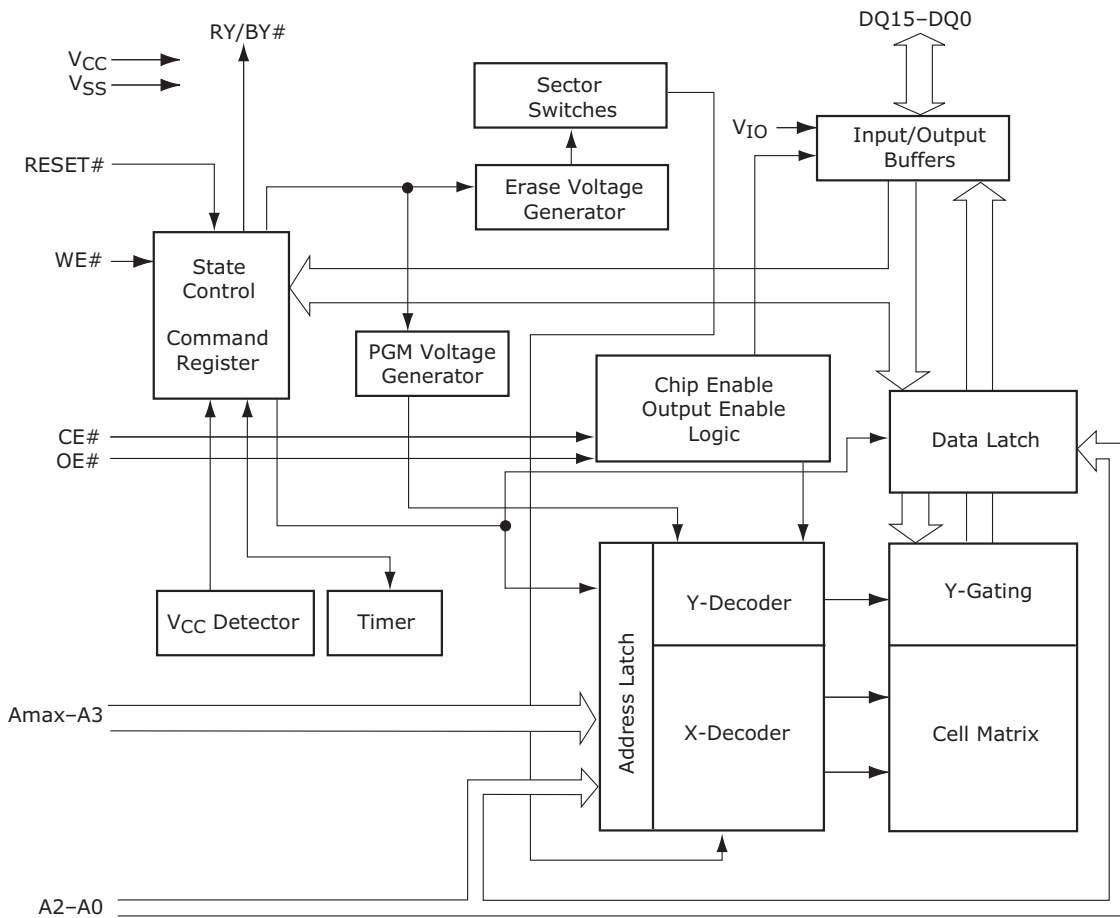 DQ15–DQ0
RY/BY#
VCC
VSS
Sector
Switches
VIO
Input/Output
Buffers
RESET#
Erase Voltage
Generator
WE#
State
Control
Command
Register
PGM Voltage
Generator
Chip Enable
Output Enable
Logic
CE#
OE#
Data Latch
Y-Decoder
Y-Gating
VCC Detector
Timer
Address Latch
Amax–A3
X-Decoder
Cell Matrix
A2–A0